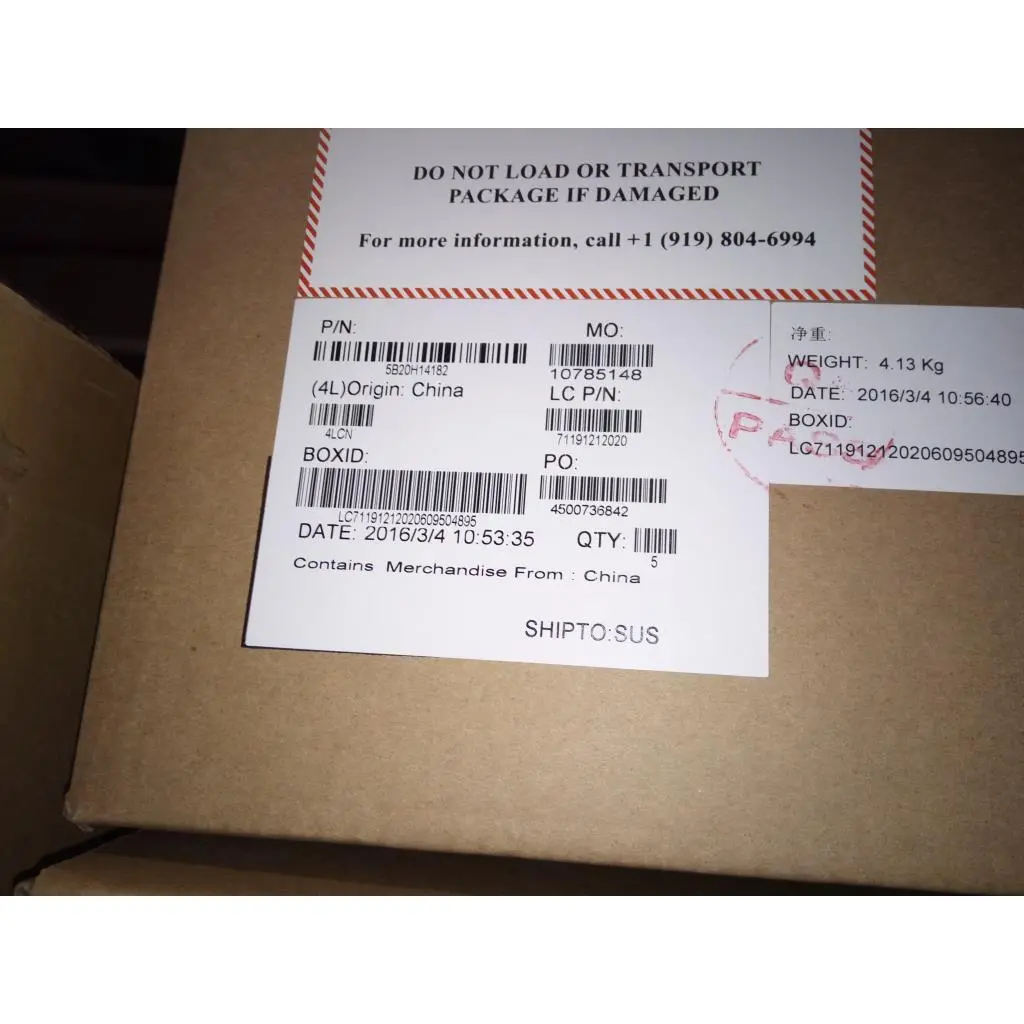 DO NOT LOAD OR TRANSPORT
PACKAGE IF DAMAGED
For more information, call +1 (919) 804-6994
P/N:
5B20H14182
(4L)Origin: China
4LCN
BOXID:
LC71191212020609504895
DATE: 2016/3/4 10:53:35
MO:
10785148
LC P/N:
71191212020
PO:
4500736842
QTY:
5
Contains Merchandise From : China
SHIPTO:SUS
净重:
WEIGHT: 4.13 Kg
DATE: 2016/3/4 10:56:40
BOXID:
LC71191212020609504895